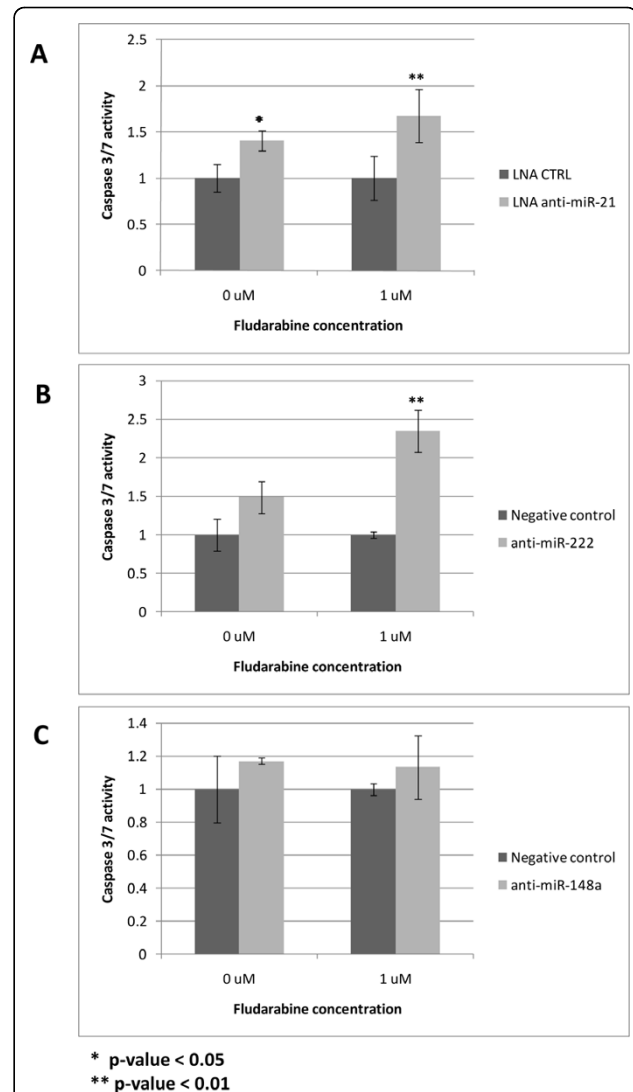 A
Caspase 3/7 activity
2.5
2
1.5
1
0.5
0
*
**
0 uM
1 uM
Fludarabine concentration
LNA CTRL
LNA anti-miR-21
B
Caspase 3/7 activity
3
2.5
2
1.5
1
0.5
0
**
0 uM
1 uM
Fludarabine concentration
Negative control
anti-miR-222
C
Caspase 3/7 activity
1.4
1.2
1
0.8
0.6
0.4
0.2
0
0 uM
1 uM
Fludarabine concentration
Negative control
anti-miR-148a
* p-value < 0.05
** p-value < 0.01